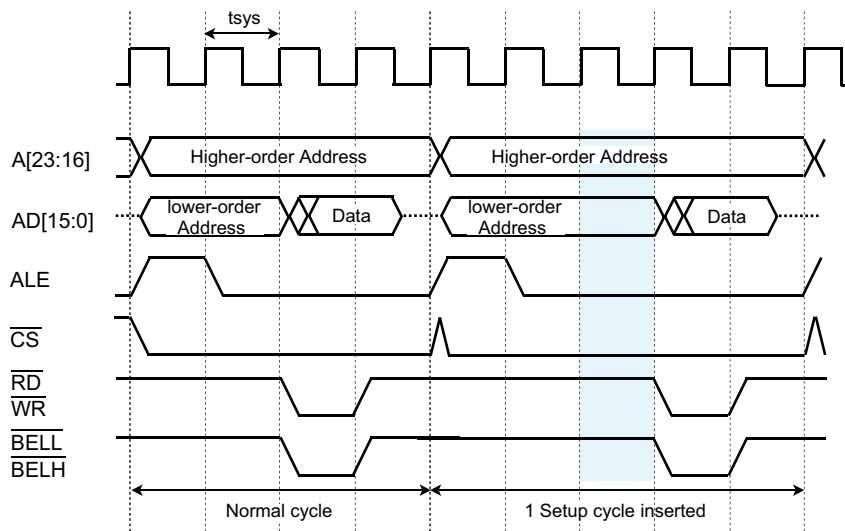 tsys
A[23:16]
Higher-order Address
Higher-order Address
AD[15:0]
lower-order
Address
Data
lower-order
Address
Data
ALE
CS
RD
WR
BELL
BELH
Normal cycle
1 Setup cycle inserted